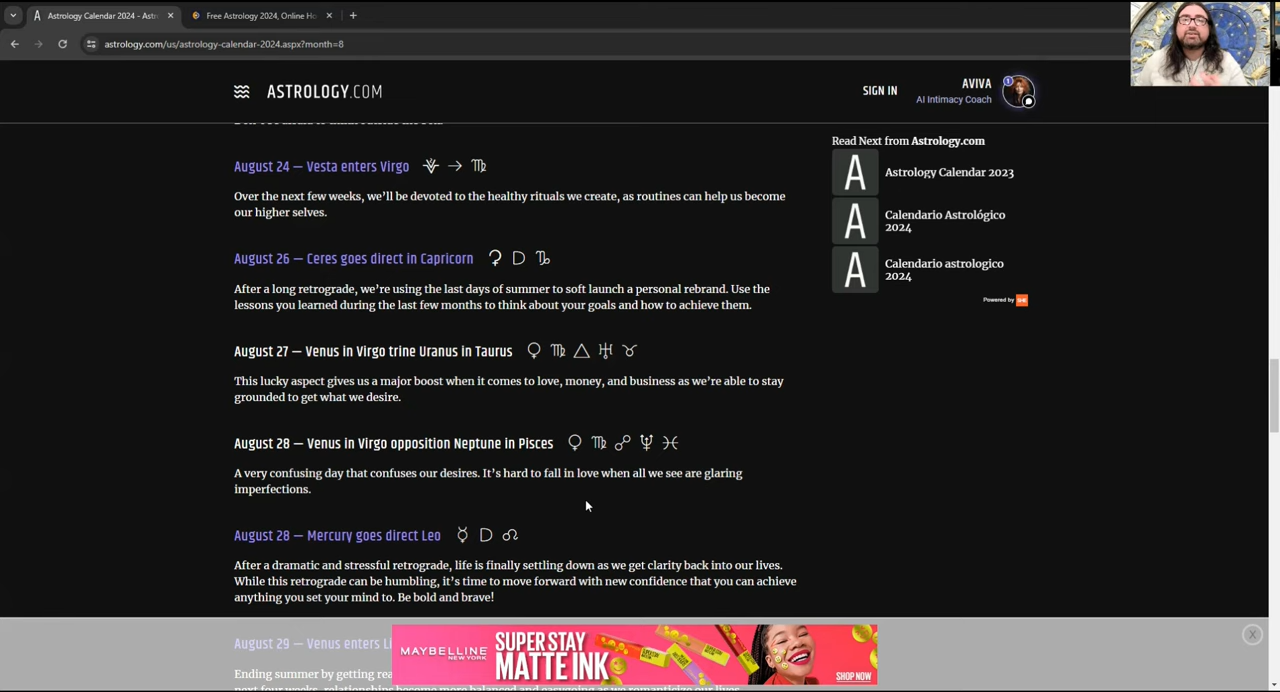 Astrology Calendar 2024 - Astr
Free Astrology 2024, Online Ho
astrology.com/us/astrology-calendar-2024.aspx?month=8
ASTROLOGY.COM
SIGN IN
AVIVA
AI Intimacy Coach
1
August 24 — Vesta enters Virgo
Over the next few weeks, we'll be devoted to the healthy rituals we create, as routines can help us become
our higher selves.
August 26 — Ceres goes direct in Capricorn
After a long retrograde, we're using the last days of summer to soft launch a personal rebrand. Use the
lessons you learned during the last few months to think about your goals and how to achieve them.
August 27 — Venus in Virgo trine Uranus in Taurus
This lucky aspect gives us a major boost when it comes to love, money, and business as we're able to stay
grounded to get what we desire.
August 28 — Venus in Virgo opposition Neptune in Pisces
A very confusing day that confuses our desires. It's hard to fall in love when all we see are glaring
imperfections.
August 28 — Mercury goes direct Leo
After a dramatic and stressful retrograde, life is finally settling down as we get clarity back into our lives.
While this retrograde can be humbling, it's time to move forward with new confidence that you can achieve
anything you set your mind to. Be bold and brave!
August 29 — Venus enters Li
Ending summer by getting rea
Read Next from Astrology.com
A Astrology Calendar 2023
A Calendario Astrológico
2024
A Calendario astrologico
2024
Powered by
MAYBELLINE
NEW YORK
SUPER STAY
MATTE INK
SHOP NOW